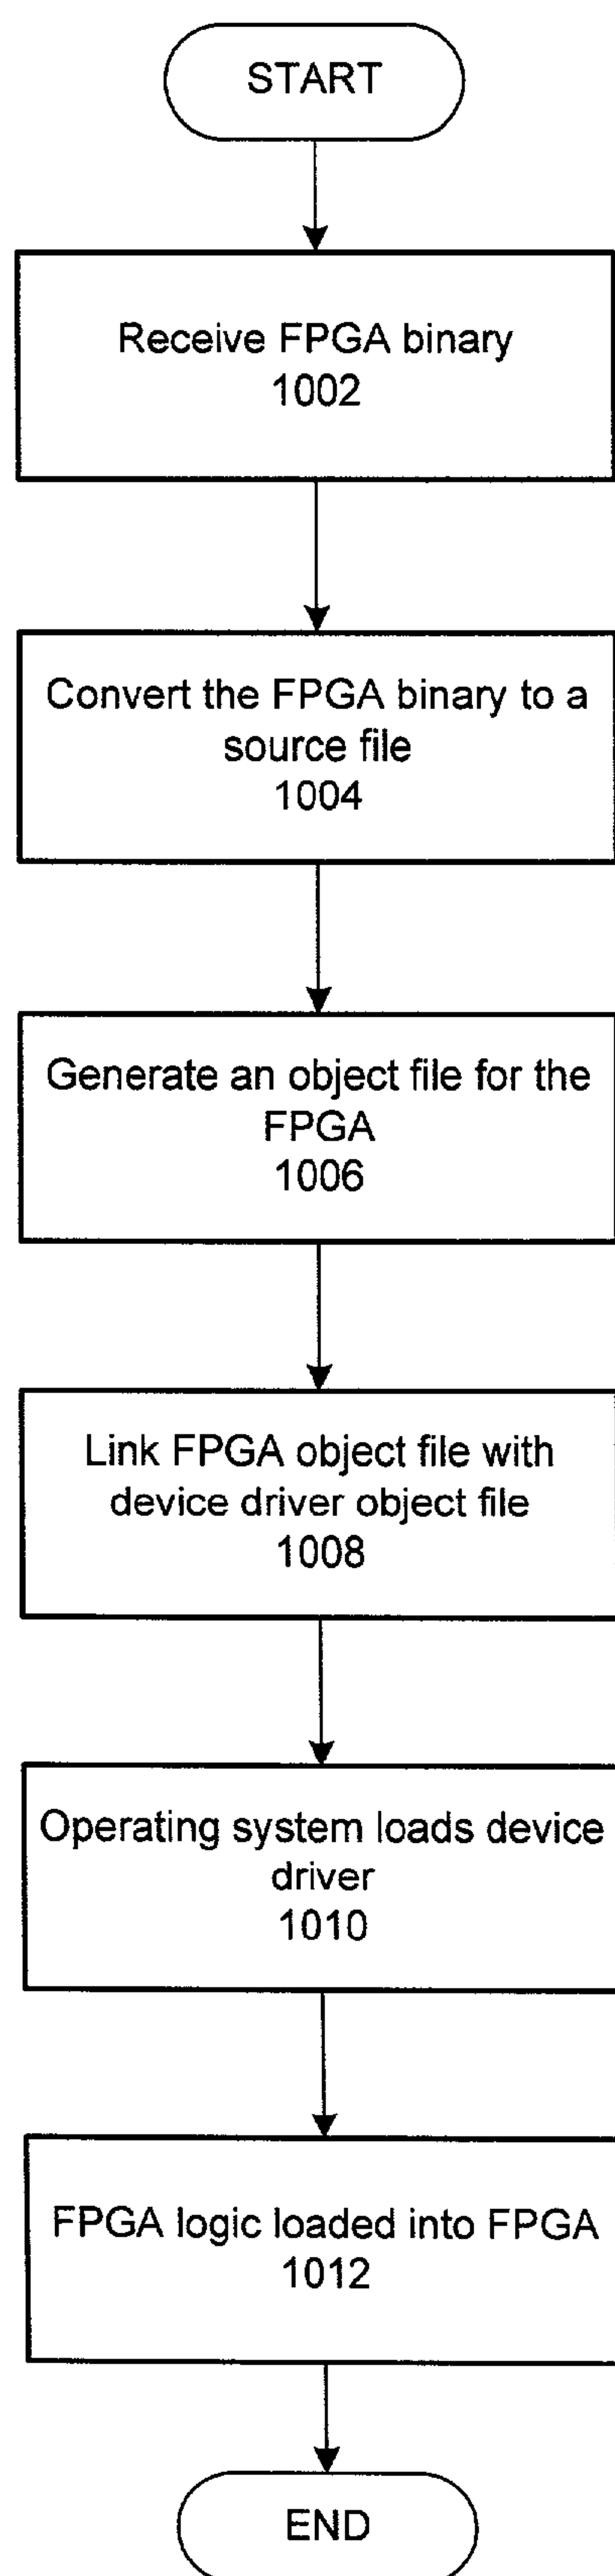 START
Receive FPGA binary
1002
Convert the FPGA binary to a
source file
1004
Generate an object file for the
FPGA
1006
Link FPGA object file with
device driver object file
1008
Operating system loads device
driver
1010
FPGA logic loaded into FPGA
1012
END